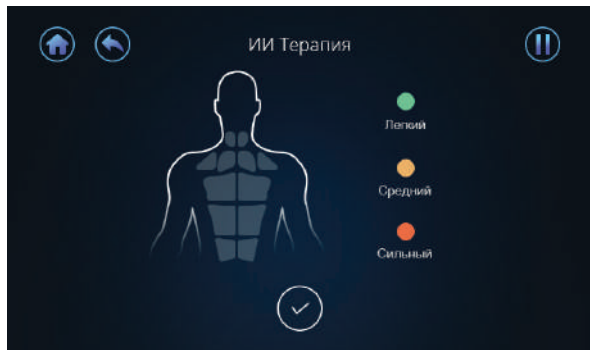 ИИ Терапия
Легкий
Средний
Сильный